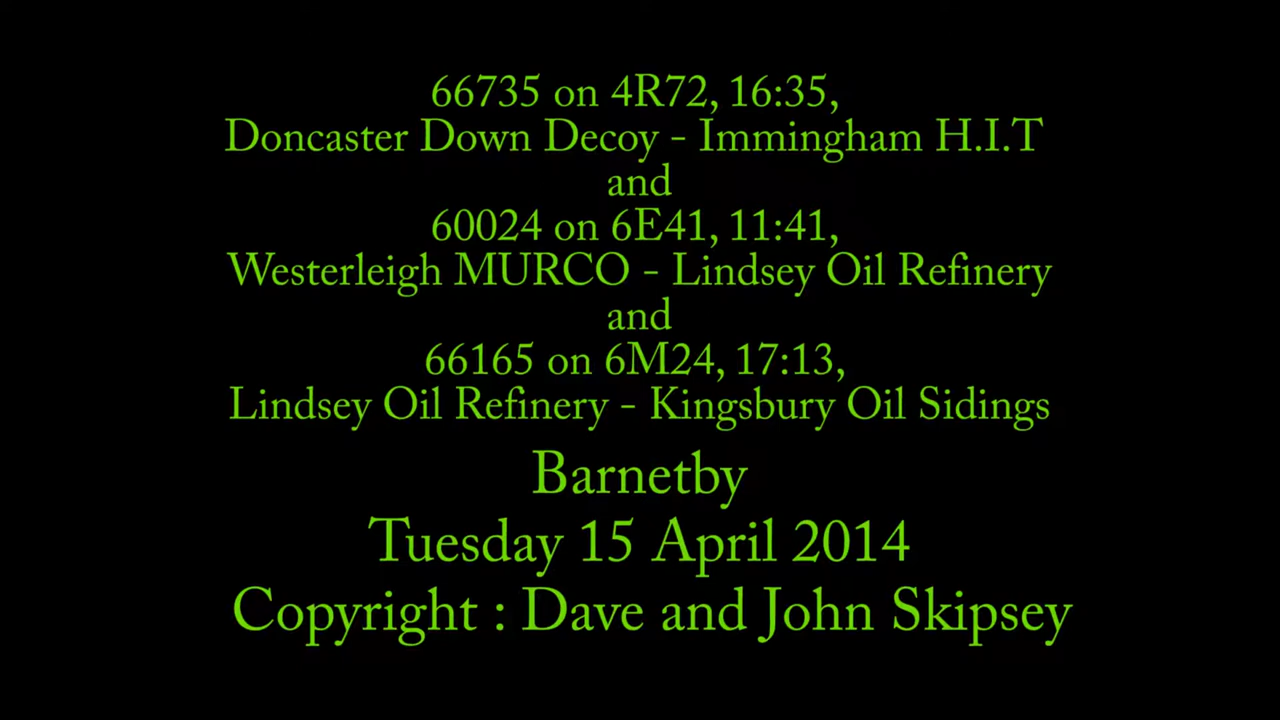 66735 on 4R72, 16:35,
Doncaster Down Decoy - Immingham H.I.T
and
60024 on 6E41, 11:41,
Westerleigh MURCO - Lindsey Oil Refinery
and
66165 on 6M24, 17:13,
Lindsey Oil Refinery - Kingsbury Oil Sidings
Barnetby
Tuesday 15 April 2014
Copyright : Dave and John Skipsey